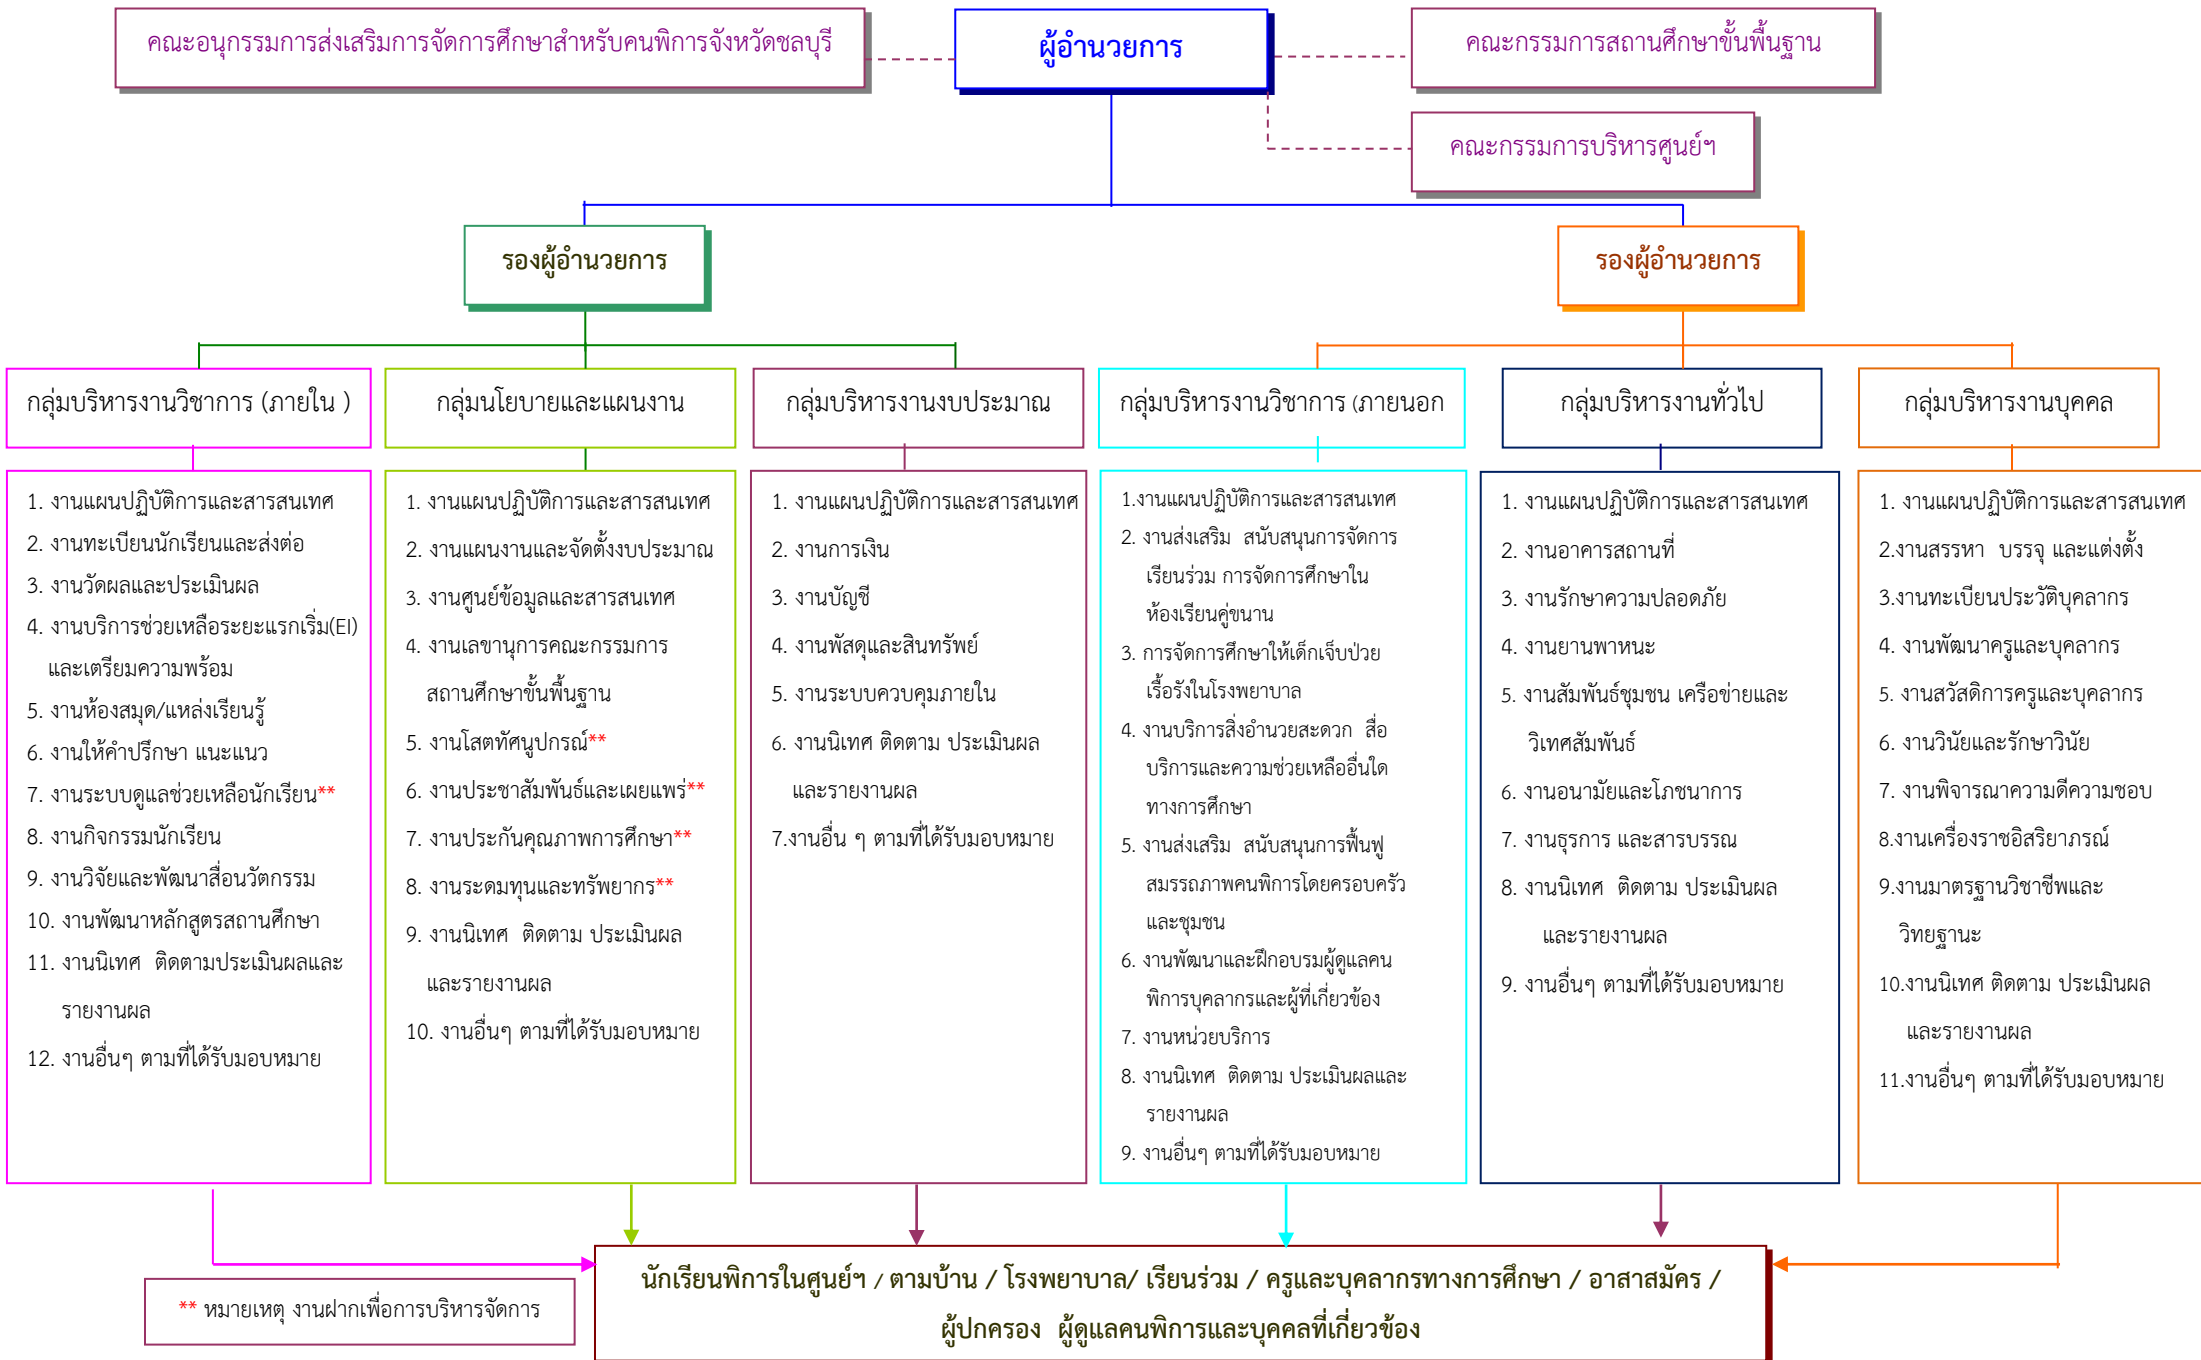 คณะอนุกรรมการส่งเสริมการจัดการศึกษาสำหรับคนพิการจังหวัดชลบุรี
ผู้อำนวยการ
คณะกรรมการสถานศึกษาขั้นพื้นฐาน
คณะกรรมการบริหารศูนย์ฯ
รองผู้อำนวยการ
รองผู้อำนวยการ
กลุ่มบริหารงานวิชาการ (ภายใน )
1. งานแผนปฏิบัติการและสารสนเทศ
2. งานทะเบียนนักเรียนและส่งต่อ
3. งานวัดผลและประเมินผล
4. งานบริการช่วยเหลือระยะแรกเริ่ม(EI)
และเตรียมความพร้อม
5. งานห้องสมุด/แหล่งเรียนรู้
6. งานให้คำปรึกษา แนะแนว
7. งานระบบดูแลช่วยเหลือนักเรียน**
8. งานกิจกรรมนักเรียน
9. งานวิจัยและพัฒนาสื่อนวัตกรรม
10. งานพัฒนาหลักสูตรสถานศึกษา
11. งานนิเทศ ติดตามประเมินผลและ
รายงานผล
12. งานอื่นๆ ตามที่ได้รับมอบหมาย
กลุ่มนโยบายและแผนงาน
1. งานแผนปฏิบัติการและสารสนเทศ
2. งานแผนงานและจัดตั้งงบประมาณ
3. งานศูนย์ข้อมูลและสารสนเทศ
4. งานเลขานุการคณะกรรมการ
สถานศึกษาขั้นพื้นฐาน
5. งานโสตทัศนูปกรณ์**
6. งานประชาสัมพันธ์และเผยแพร่**
7. งานประกันคุณภาพการศึกษา**
8. งานระดมทุนและทรัพยากร**
9. งานนิเทศ ติดตาม ประเมินผล
และรายงานผล
10. งานอื่นๆ ตามที่ได้รับมอบหมาย
กลุ่มบริหารงานงบประมาณ
1. งานแผนปฏิบัติการและสารสนเทศ
2. งานการเงิน
3. งานบัญชี
4. งานพัสดุและสินทรัพย์
5. งานระบบควบคุมภายใน
6. งานนิเทศ ติดตาม ประเมินผล
และรายงานผล
7.งานอื่น ๆ ตามที่ได้รับมอบหมาย
กลุ่มบริหารงานวิชาการ (ภายนอก
1.งานแผนปฏิบัติการและสารสนเทศ
2. งานส่งเสริม สนับสนุนการจัดการ
เรียนร่วม การจัดการศึกษาใน
ห้องเรียนคู่ขนาน
3. การจัดการศึกษาให้เด็กเจ็บป่วย
เรื้อรังในโรงพยาบาล
4. งานบริการสิ่งอำนวยสะดวก สื่อ
บริการและความช่วยเหลืออื่นใด
ทางการศึกษา
5. งานส่งเสริม สนับสนุนการฟื้นฟู
สมรรถภาพคนพิการโดยครอบครัว
และชุมชน
6. งานพัฒนาและฝึกอบรมผู้ดูแลคน
พิการบุคลากรและผู้ที่เกี่ยวข้อง
7. งานหน่วยบริการ
8. งานนิเทศ ติดตาม ประเมินผลและ
รายงานผล
9. งานอื่นๆ ตามที่ได้รับมอบหมาย
กลุ่มบริหารงานทั่วไป
1. งานแผนปฏิบัติการและสารสนเทศ
2. งานอาคารสถานที่
3. งานรักษาความปลอดภัย
4. งานยานพาหนะ
5. งานสัมพันธ์ชุมชน เครือข่ายและ
วิเทศสัมพันธ์
6. งานอนามัยและโภชนาการ
7. งานธุรการ และสารบรรณ
8. งานนิเทศ ติดตาม ประเมินผล
และรายงานผล
9. งานอื่นๆ ตามที่ได้รับมอบหมาย
กลุ่มบริหารงานบุคคล
1. งานแผนปฏิบัติการและสารสนเทศ
2.งานสรรหา บรรจุ และแต่งตั้ง
3.งานทะเบียนประวัติบุคลากร
4. งานพัฒนาครูและบุคลากร
5. งานสวัสดิการครูและบุคลากร
6. งานวินัยและรักษาวินัย
7. งานพิจารณาความดีความชอบ
8.งานเครื่องราชอิสริยาภรณ์
9.งานมาตรฐานวิชาชีพและ
วิทยฐานะ
10.งานนิเทศ ติดตาม ประเมินผล
และรายงานผล
11.งานอื่นๆ ตามที่ได้รับมอบหมาย
นักเรียนพิการในศูนย์ฯ / ตามบ้าน / โรงพยาบาล/ เรียนร่วม / ครูและบุคลากรทางการศึกษา / อาสาสมัคร /
ผู้ปกครอง ผู้ดูแลคนพิการและบุคคลที่เกี่ยวข้อง
** หมายเหตุ งานฝากเพื่อการบริหารจัดการ